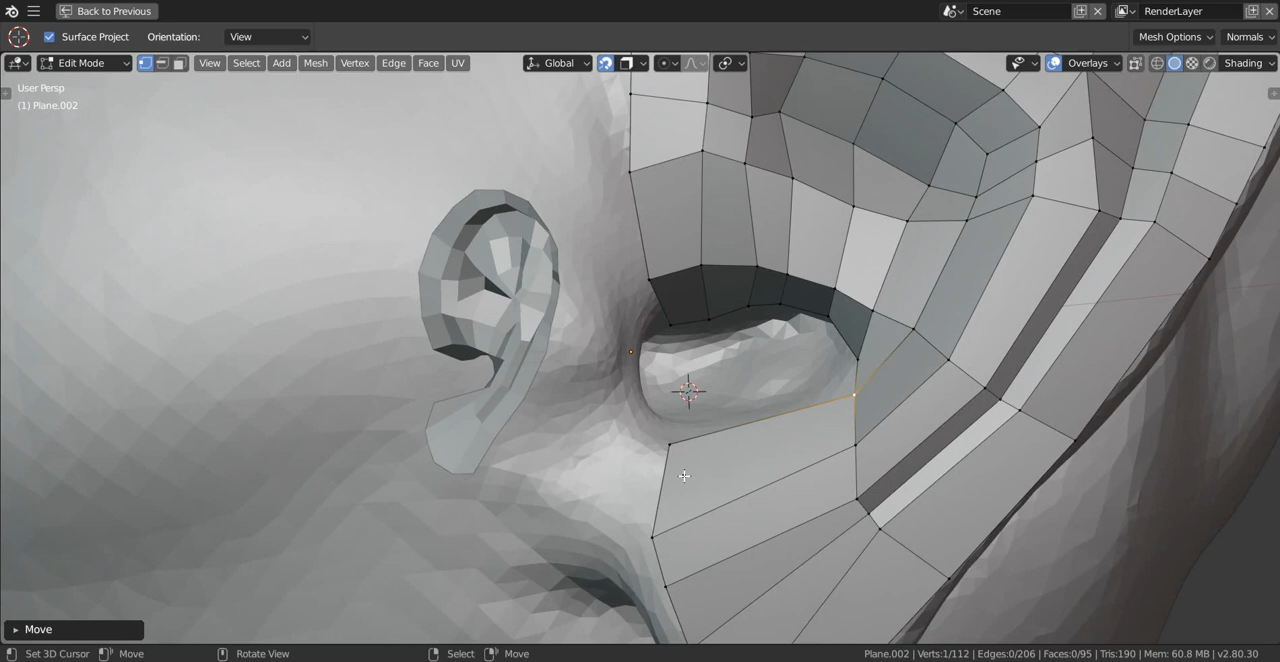 Back to Previous
Scene
RenderLayer
Surface Project
Orientation:
View
Mesh Options
Normals
Edit Mode
View
Select
Add
Mesh
Vertex
Edge
Face
UV
Global
Overlays
Shading
User Persp
(1) Plane.002
Move
Set 3D Cursor
Move
Rotate View
Select
Move
Plane.002 | Verts:1/112 | Edges:0/206 | Faces:0/95 | Tris:190 | Mem: 60.8 MB | v2.80.30